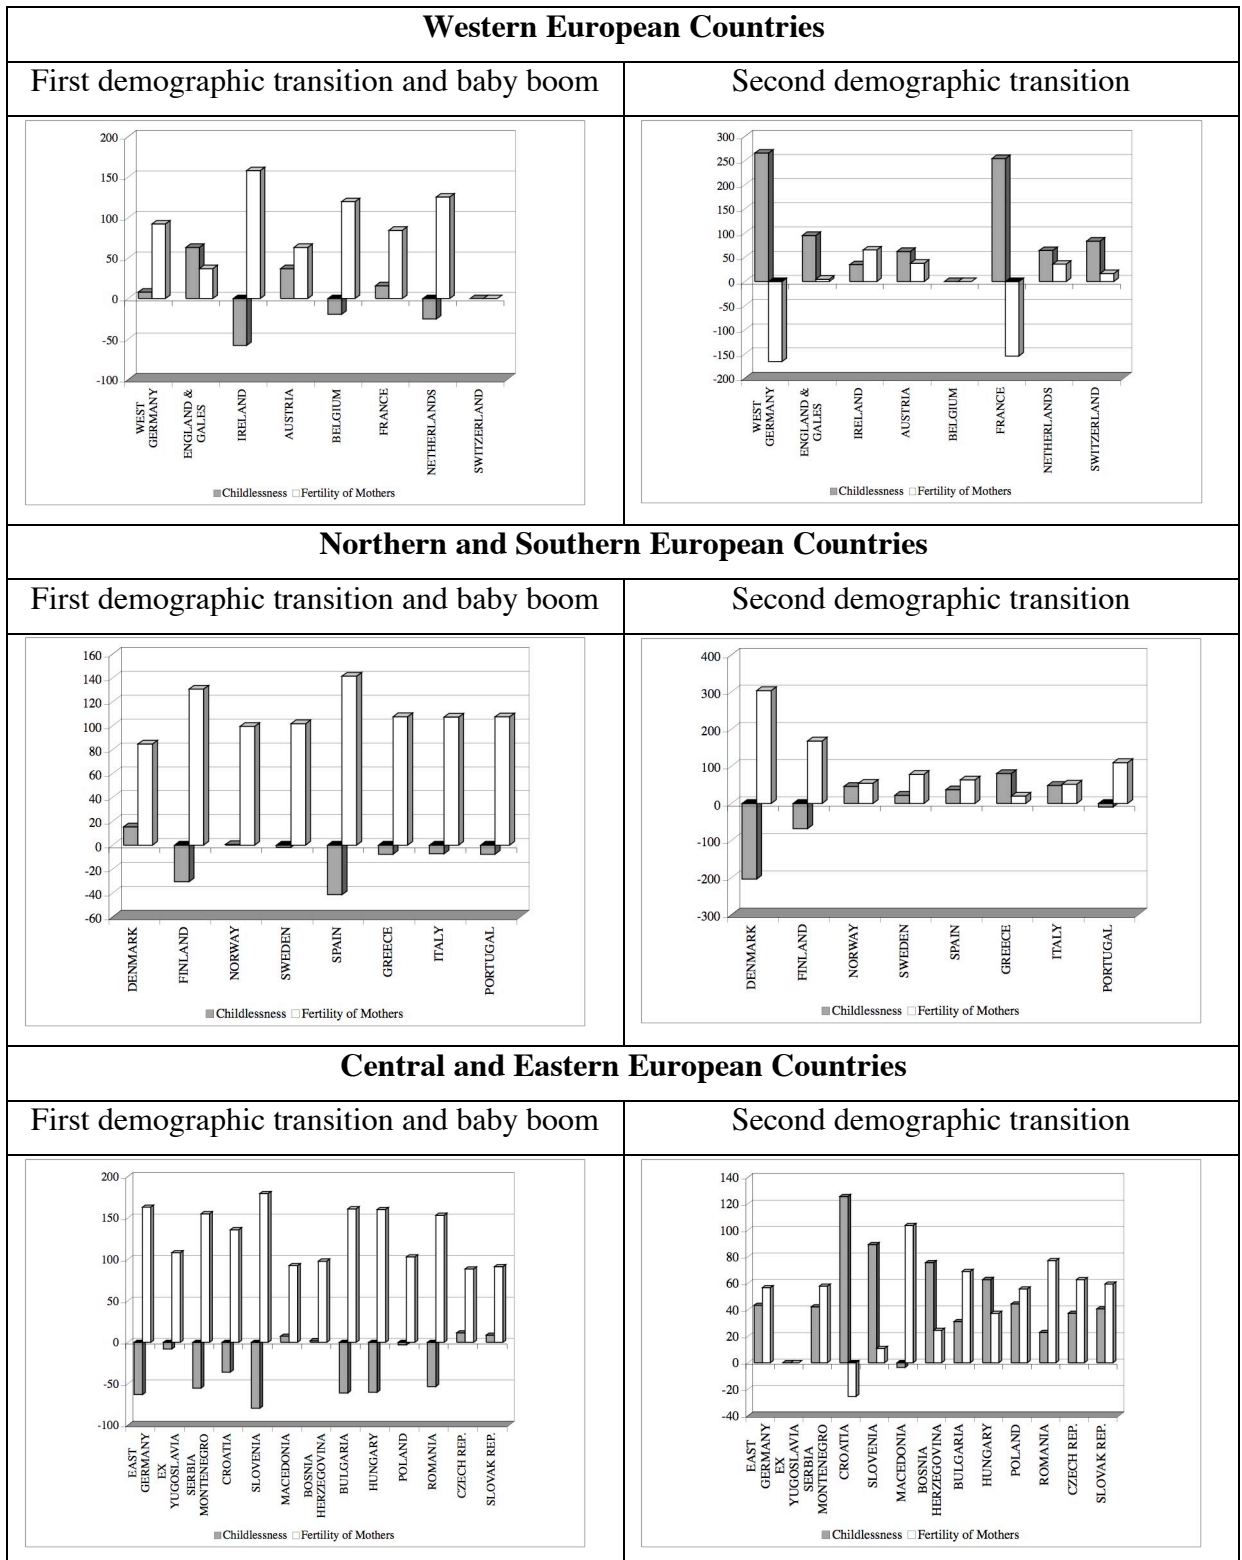 Western European Countries
First demographic transition and baby boom
Second demographic transition
200
150
100
50
0
-50
-100
WEST
GERMANY
ENGLAND &
GALES
IRELAND
AUSTRIA
BELGIUM
FRANCE
NETHERLANDS
SWITZERLAND
Childlessness Fertility of Mothers
300
250
200
150
100
50
0
-50
-100
-150
-200
WEST
GERMANY
ENGLAND &
GALES
IRELAND
AUSTRIA
BELGIUM
FRANCE
NETHERLANDS
SWITZERLAND
Childlessness Fertility of Mothers
Northern and Southern European Countries
First demographic transition and baby boom
Second demographic transition
160
140
120
100
80
60
40
20
0
-20
-40
-60
DENMARK
FINLAND
NORWAY
SWEDEN
SPAIN
GREECE
ITALY
PORTUGAL
Childlessness Fertility of Mothers
400
300
200
100
0
-100
-200
-300
DENMARK
FINLAND
NORWAY
SWEDEN
SPAIN
GREECE
ITALY
PORTUGAL
Childlessness Fertility of Mothers
Central and Eastern European Countries
First demographic transition and baby boom
Second demographic transition
200
150
100
50
0
-50
-100
EAST
GERMANY
EX
YUGOSLAVIA
SERBIA
MONTENEGRO
CROATIA
SLOVENIA
MACEDONIA
BOSNIA
HERZEGOVINA
BULGARIA
HUNGARY
POLAND
ROMANIA
CZECH REP.
SLOVAK REP.
Childlessness Fertility of Mothers
140
120
100
80
60
40
20
0
-20
-40
EAST
GERMANY
EX
YUGOSLAVIA
SERBIA
MONTENEGRO
CROATIA
SLOVENIA
MACEDONIA
BOSNIA
HERZEGOVINA
BULGARIA
HUNGARY
POLAND
ROMANIA
CZECH REP.
SLOVAK REP.
Childlessness Fertility of Mothers